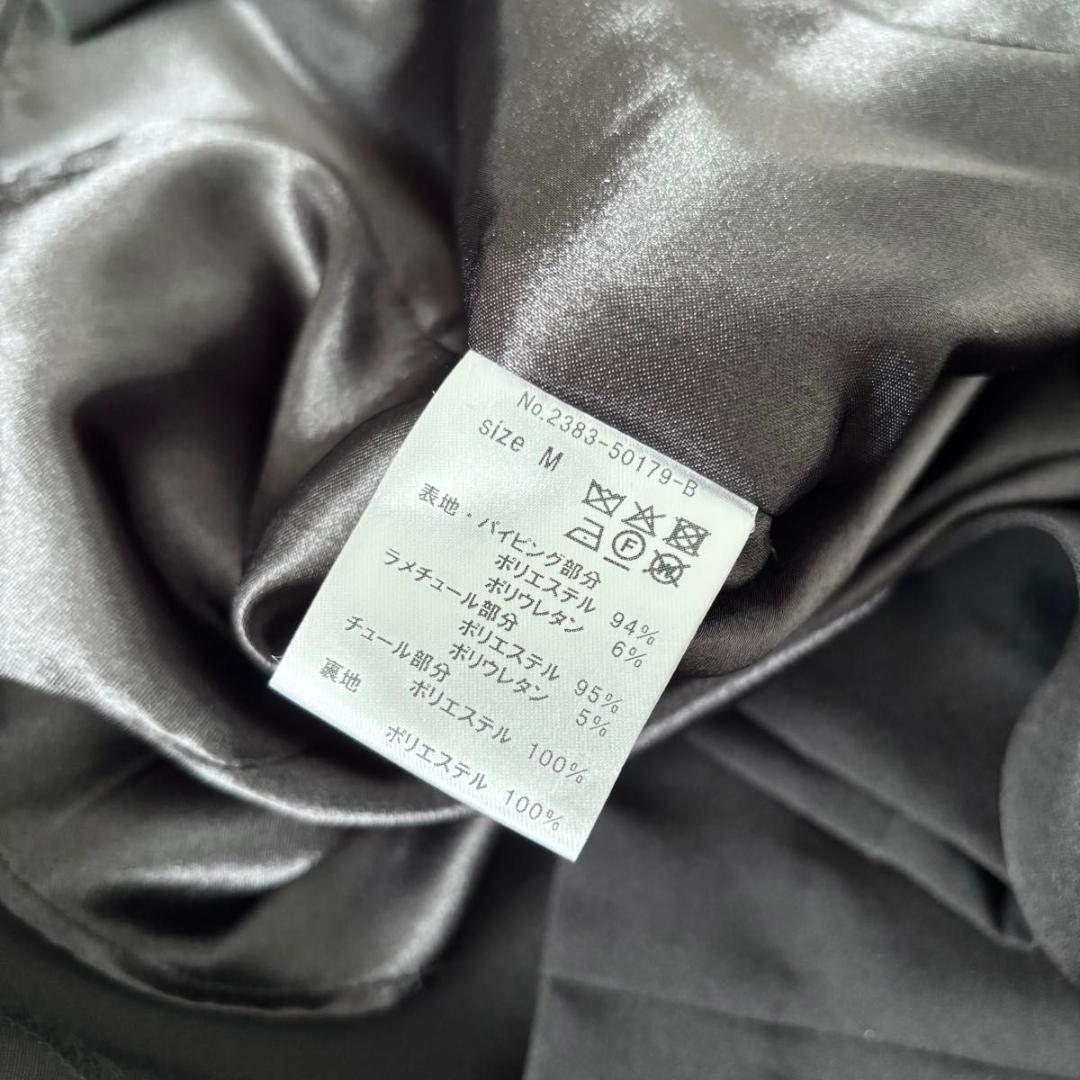 No.2383-50179-B
size M
F
表地・パイピング部分
ポリエステル 94%
ポリウレタン 6%
ラメチュール部分
ポリエステル 95%
ポリウレタン 5%
チュール部分
ポリエステル 100%
裏地
ポリエステル 100%